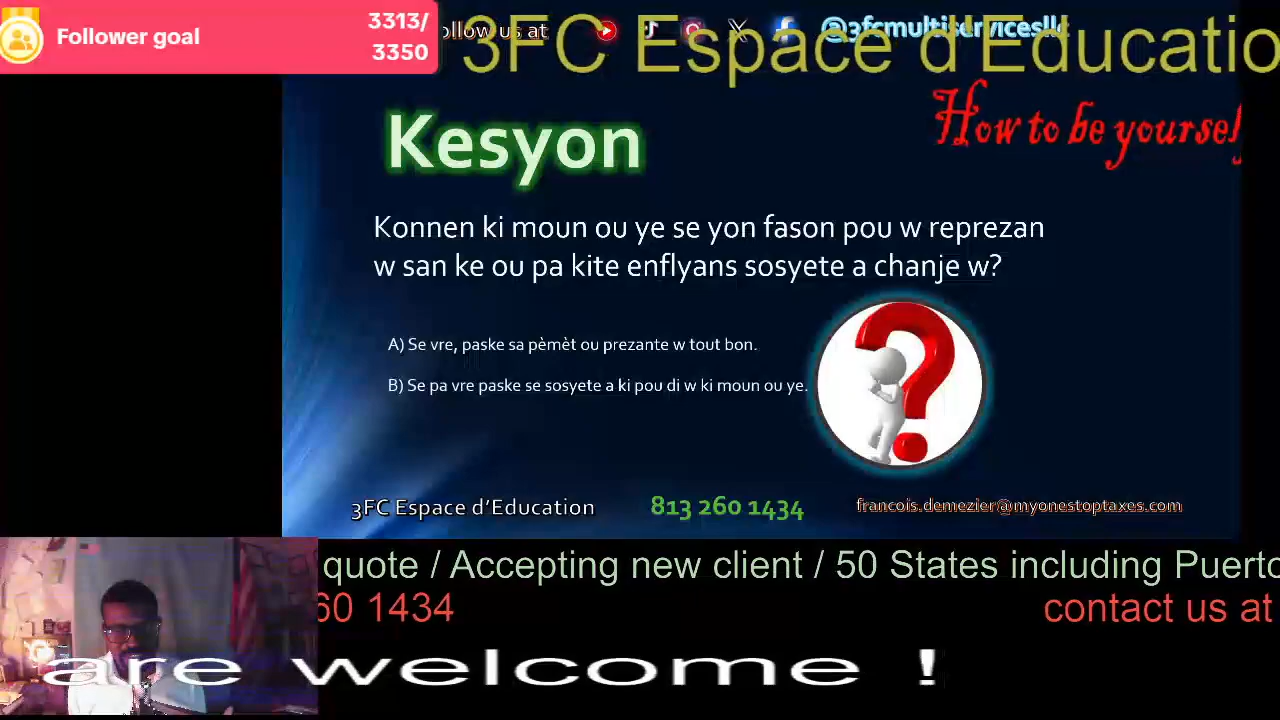 Follower goal
3313/
3350
ollow us at
@3fcmultiservicesllc
3FC Espace d'Educatio
How to be yourself
Kesyon
Konnen ki moun ou ye se yon fason pou w reprezan
w san ke ou pa kite enflyans sosyete a chanje w?
A) Se vre, paske sa pèmèt ou prezante w tout bon.
B) Se pa vre paske se sosyete a ki pou di w ki moun ou ye.
3FC Espace d'Education
813 260 1434
francois.demezier@myonestoptaxes.com
quote / Accepting new client / 50 States including Puerto
60 1434
contact us at
are welcome !